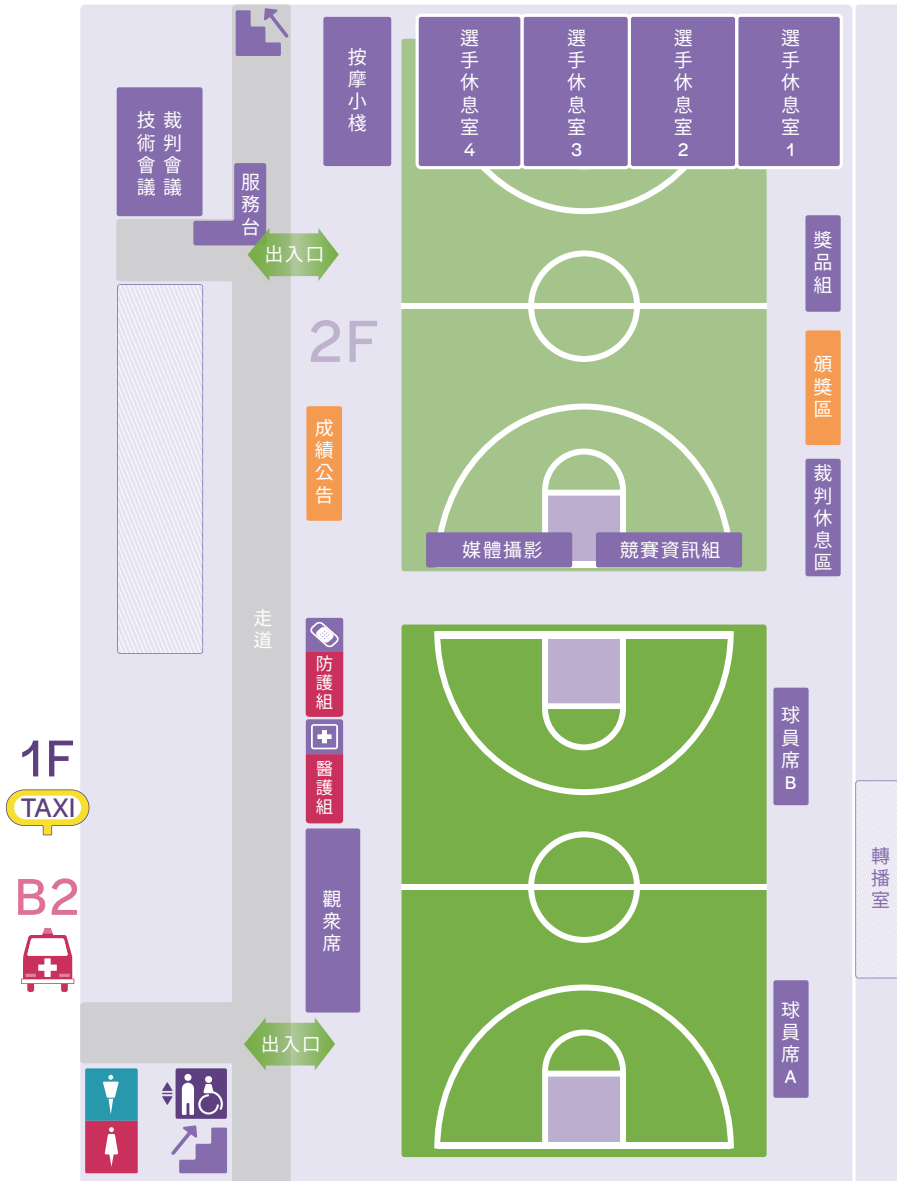 按摩小棧
選手休息室4
選手休息室3
選手休息室2
選手休息室1
裁判會議
技術會議
服務台
出入口
獎品組
2F
頒獎區
成績公告
裁判休息區
媒體攝影
競賽資訊組
走道
防護組
球員席B
1F
醫護組
TAXI
觀眾席
轉播室
B2
球員席A
出入口